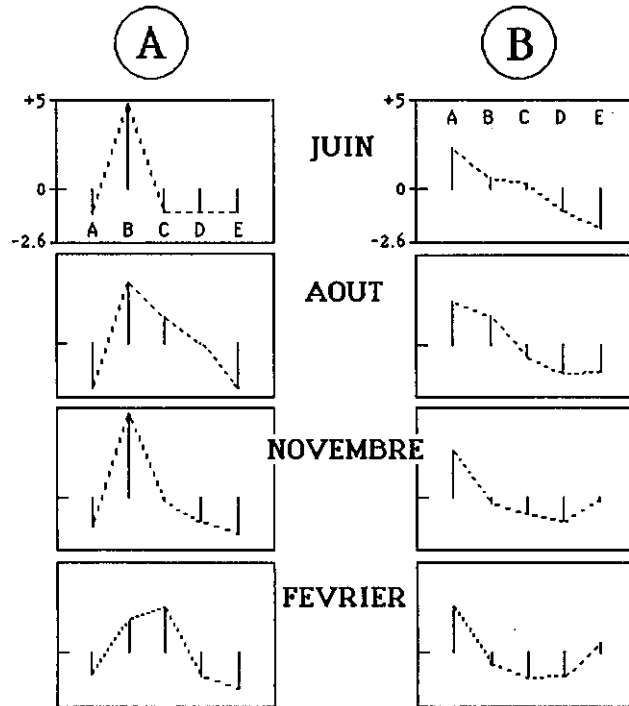 A B
+5
0
-2.6
A B C D E
JUIN
+5
0
-2.6
A B C D E
AOUT
NOVEMBRE
FEVRIER